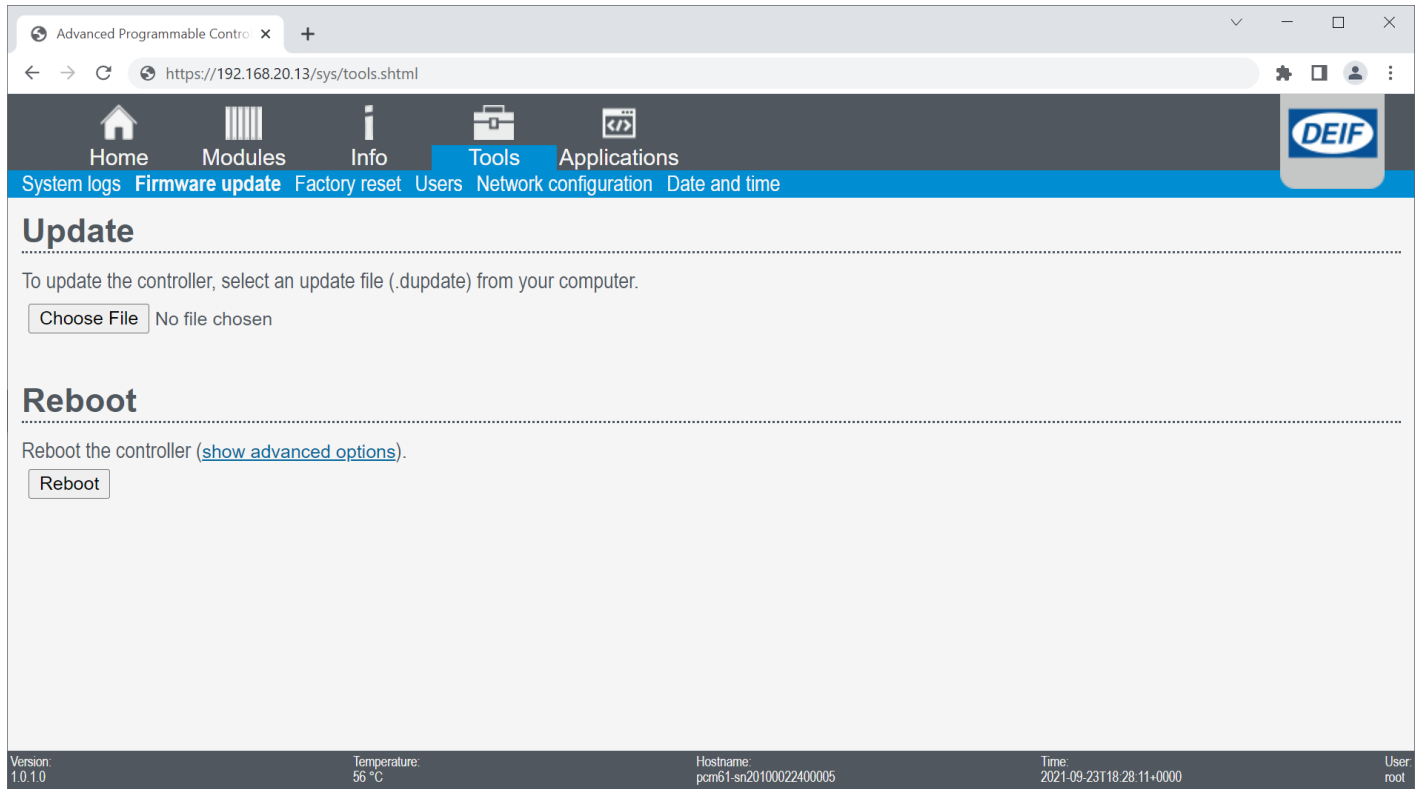 Advanced Programmable Contro
https://192.168.20.13/sys/tools.shtml
Home Modules Info Tools Applications
DEIF
System logs Firmware update Factory reset Users Network configuration Date and time
Update
To update the controller, select an update file (.dupdate) from your computer.
Choose File No file chosen
Reboot
Reboot the controller (show advanced options).
Reboot
Version: Temperature: Hostname: Time: User:
1.0.1.0 56 °C pcm61-sn20100022400005 2021-09-23T18:28:11+0000 root